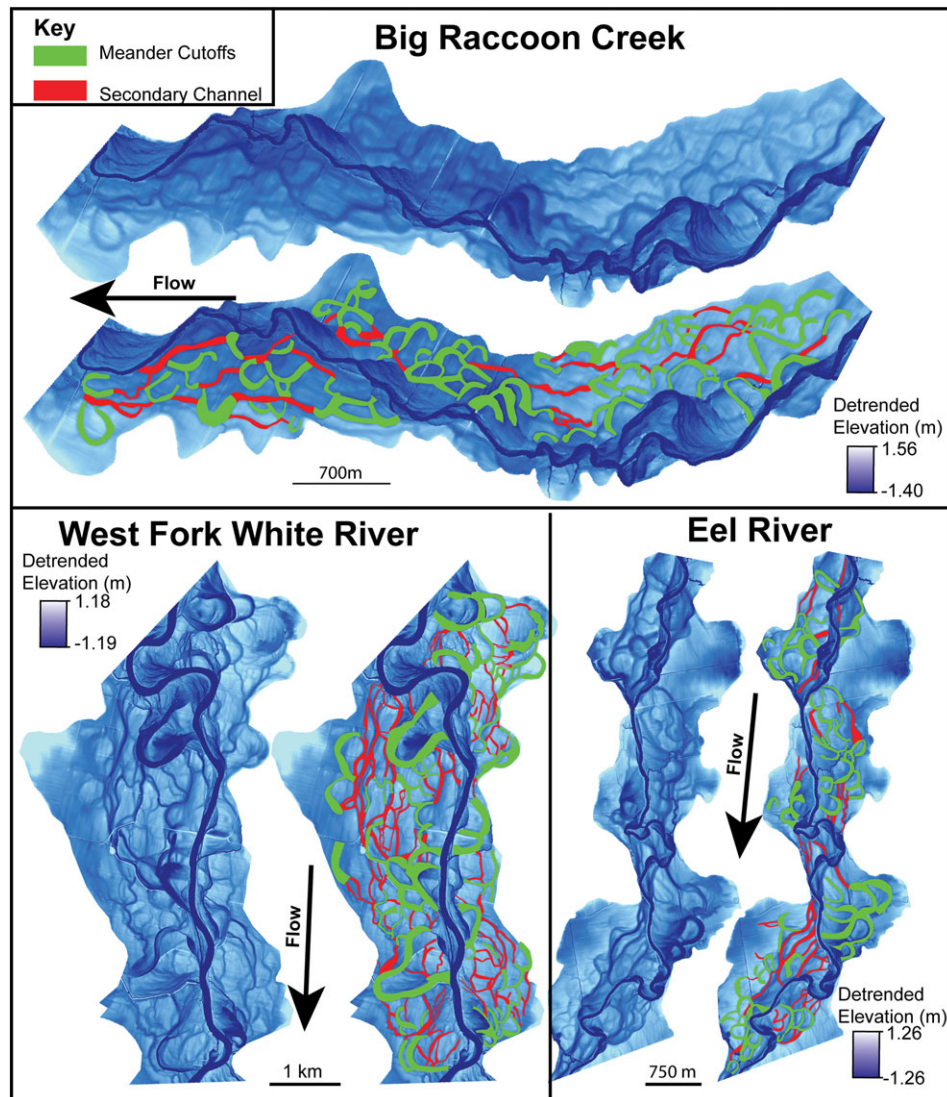 Key
Meander Cutoffs
Secondary Channel
Big Raccoon Creek
Flow
700m
Detrended
Elevation (m)
1.56
-1.40
West Fork White River
Detrended
Elevation (m)
1.18
-1.19
Flow
1 km
Eel River
Flow
750 m
Detrended
Elevation (m)
1.26
-1.26